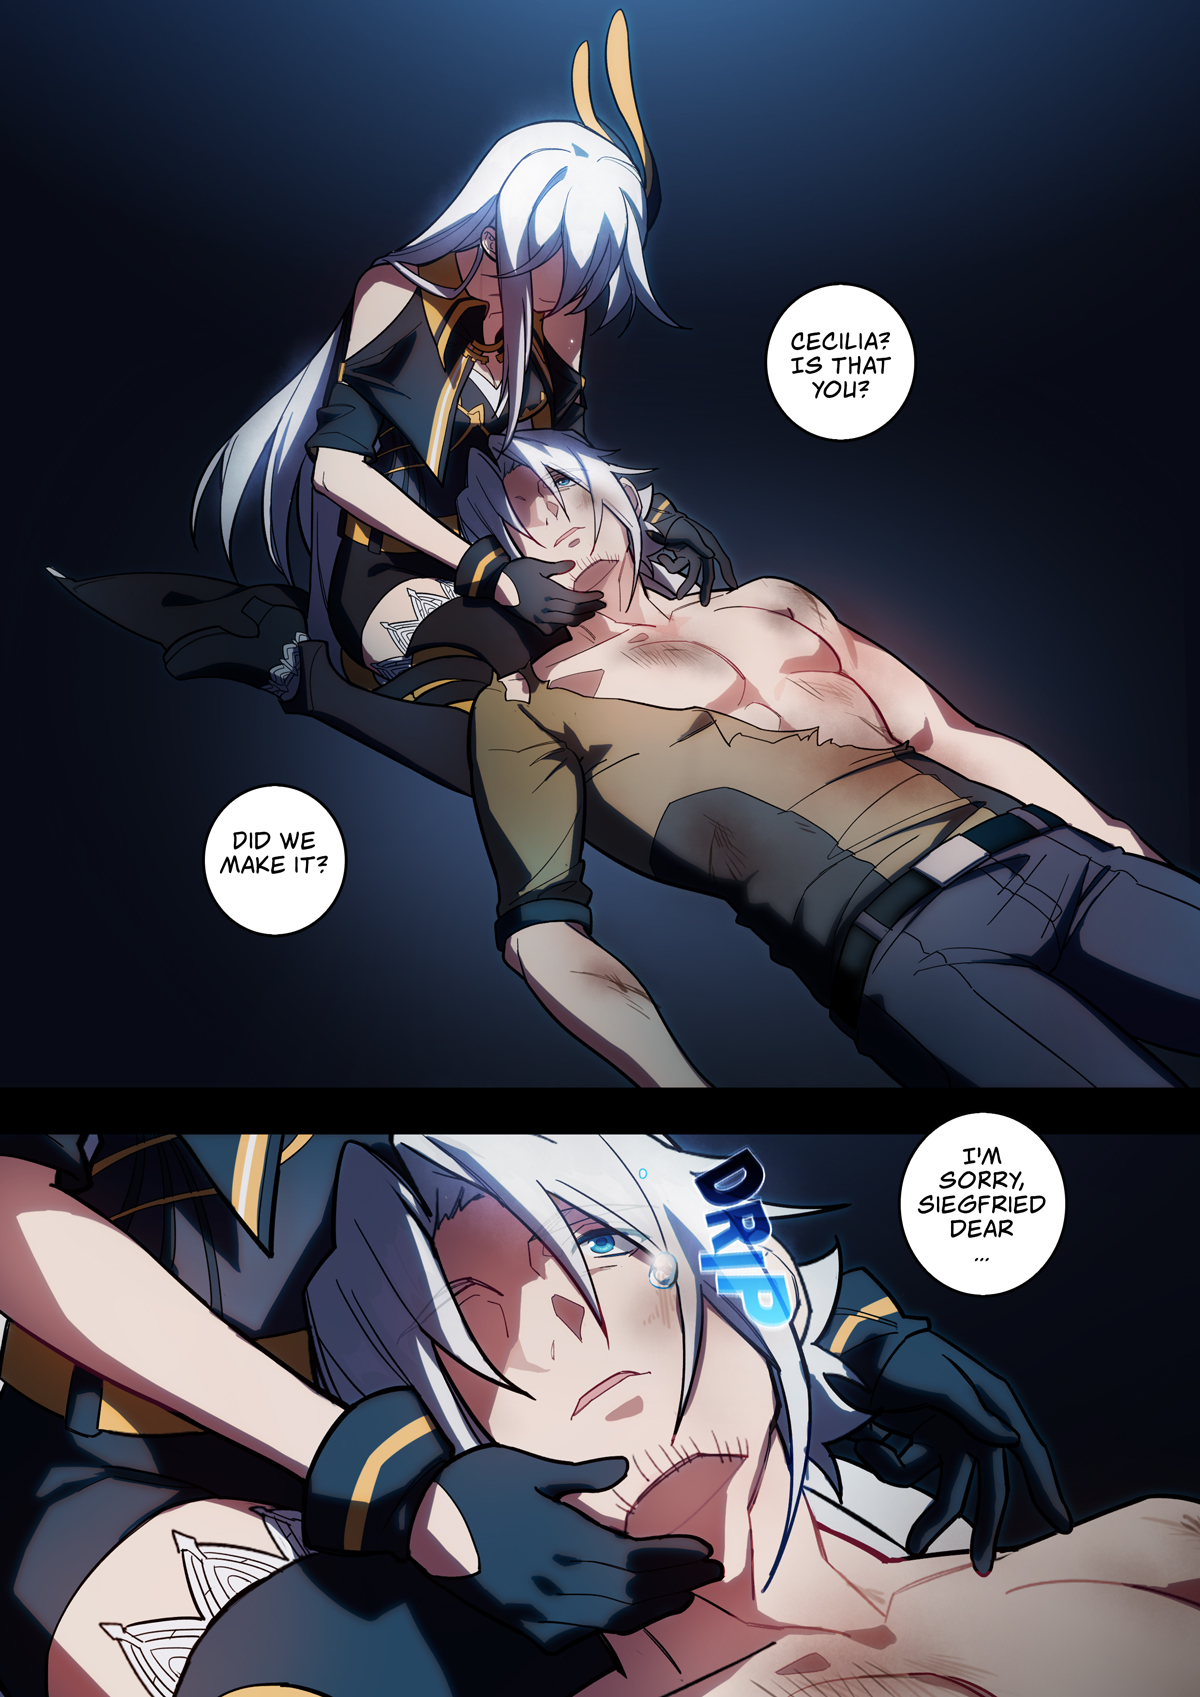 CECILIA?
IS THAT
YOU?
DID WE
MAKE IT?
I'M
SORRY,
SIEGFRIED
DEAR
...
DRIP